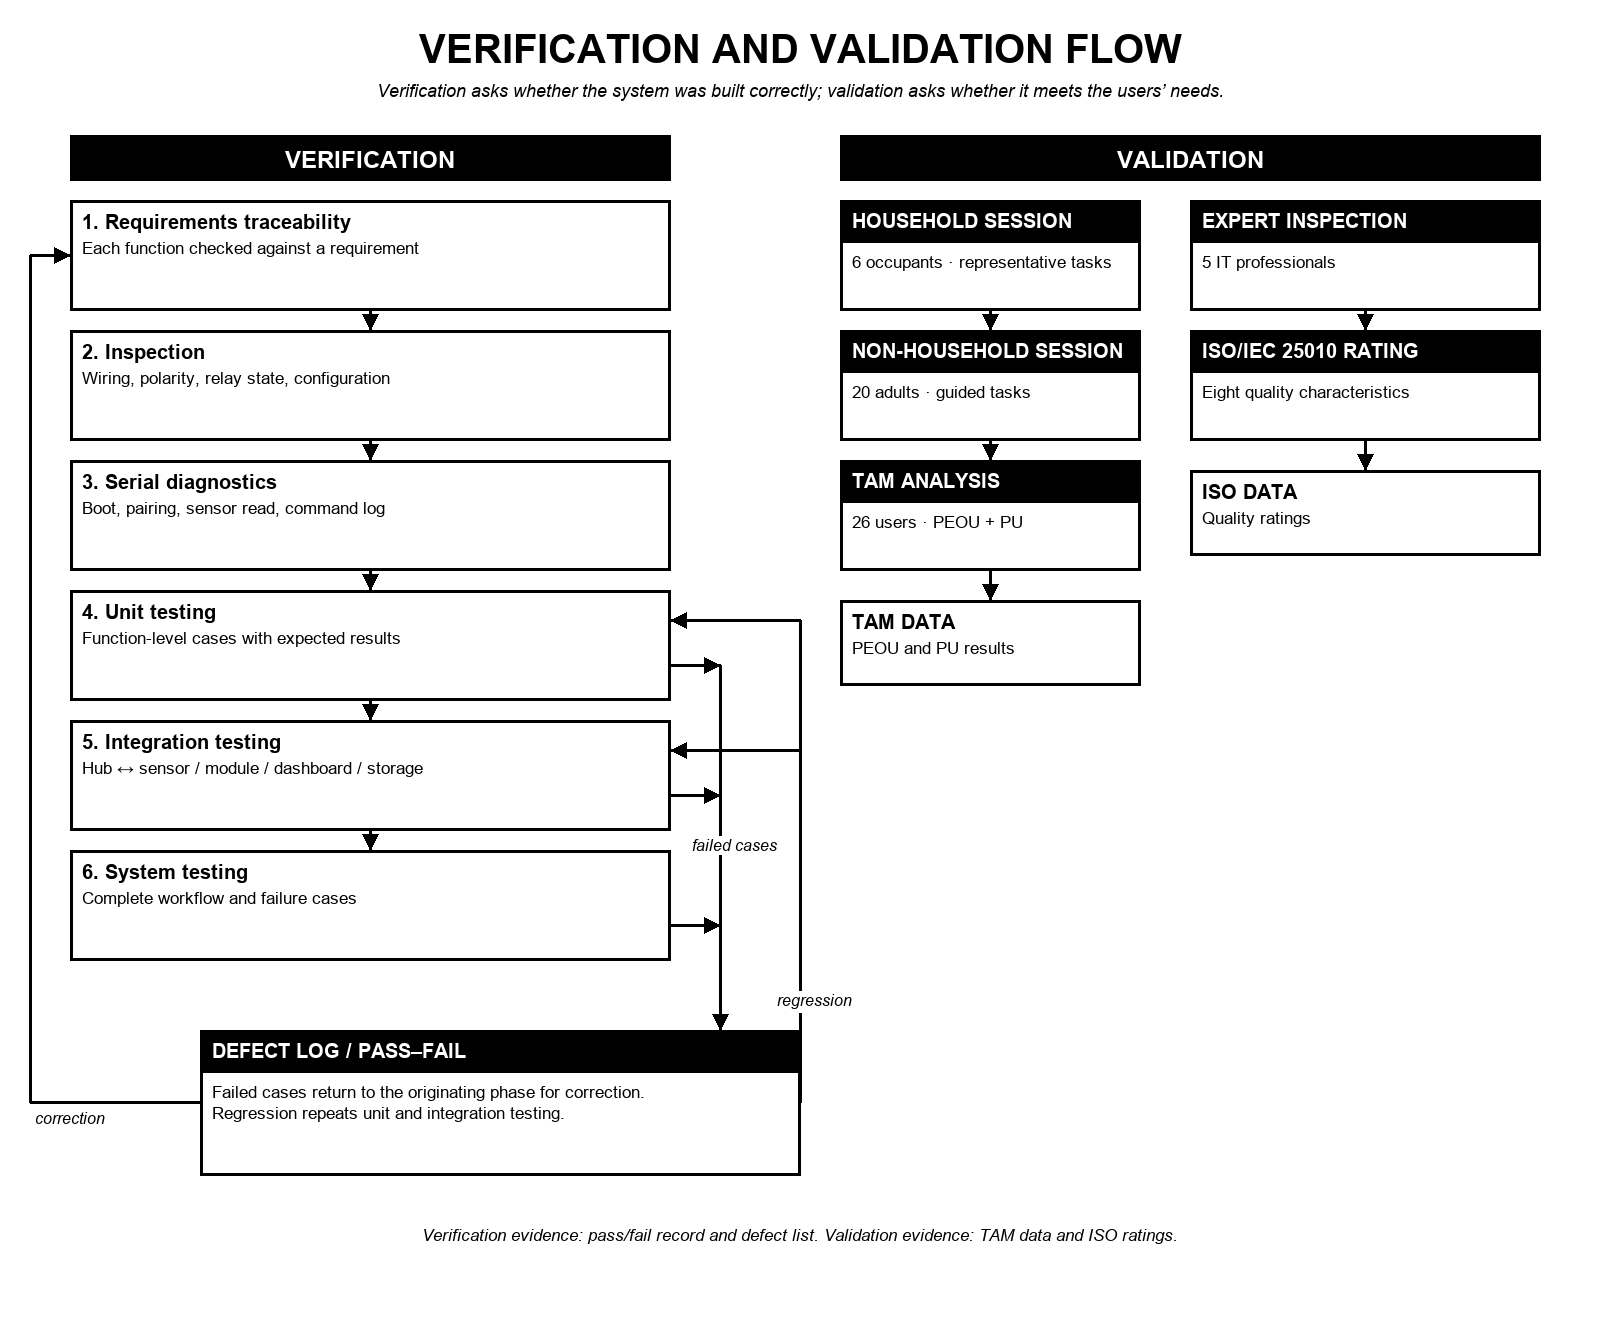 VERIFICATION AND VALIDATION FLOW
Verification asks whether the system was built correctly; validation asks whether it meets the users’ needs.
VERIFICATION
1. Requirements traceability
Each function checked against a requirement
2. Inspection
Wiring, polarity, relay state, configuration
3. Serial diagnostics
Boot, pairing, sensor read, command log
4. Unit testing
Function-level cases with expected results
5. Integration testing
Hub ↔ sensor / module / dashboard / storage
6. System testing
Complete workflow and failure cases
failed cases
regression
DEFECT LOG / PASS–FAIL
Failed cases return to the originating phase for correction.
Regression repeats unit and integration testing.
correction
VALIDATION
HOUSEHOLD SESSION
6 occupants · representative tasks
NON-HOUSEHOLD SESSION
20 adults · guided tasks
TAM ANALYSIS
26 users · PEOU + PU
TAM DATA
PEOU and PU results
EXPERT INSPECTION
5 IT professionals
ISO/IEC 25010 RATING
Eight quality characteristics
ISO DATA
Quality ratings
Verification evidence: pass/fail record and defect list. Validation evidence: TAM data and ISO ratings.